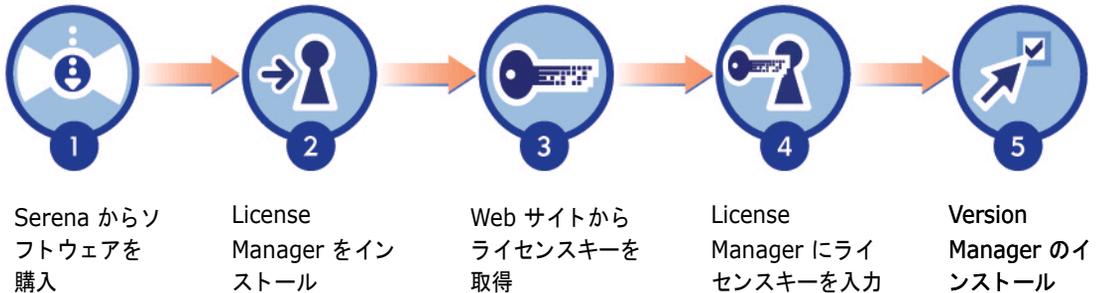 1
2
3
4
5
Serena からソ
フトウェアを
購入
License
Manager をイン
ストール
Web サイトから
ライセンスキーを
取得
License
Manager にライ
センスキーを入力
Version
Manager のイ
ンストール